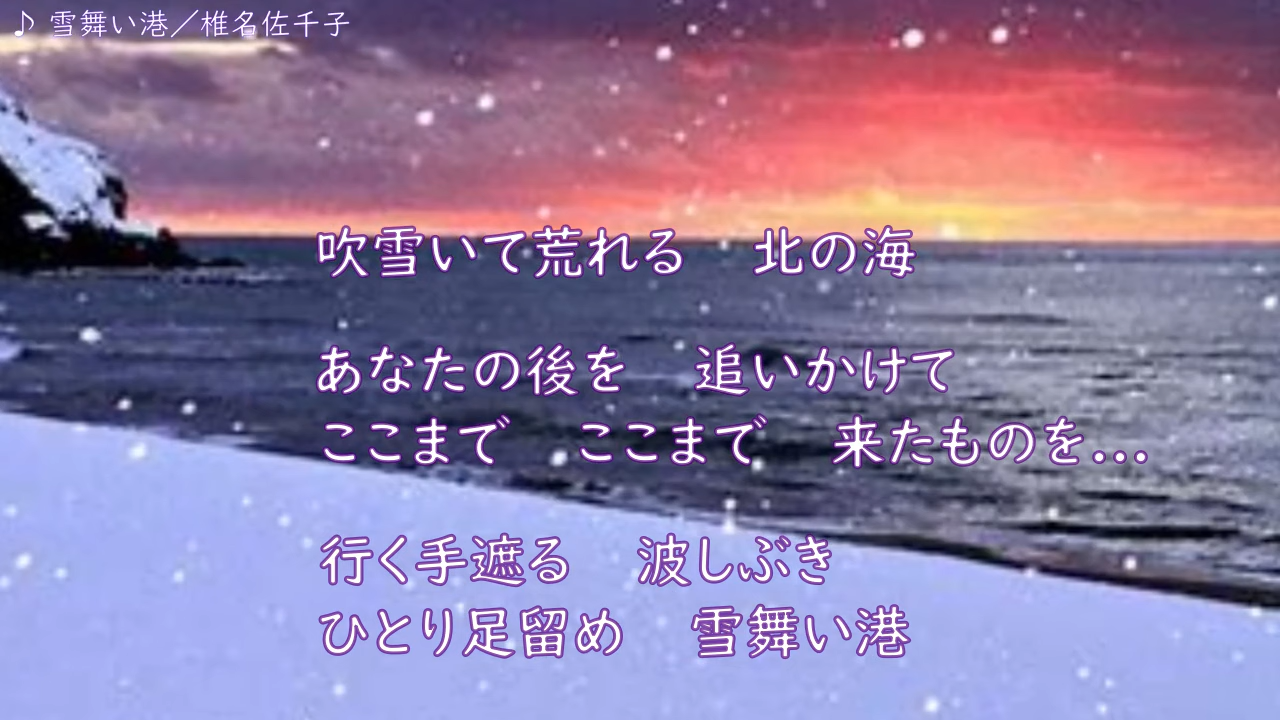 ♪ 雪舞い港／椎名佐千子
吹雪いて荒れる　北の海
あなたの後を　追いかけて
ここまで　ここまで　来たものを…
行く手遮る　波しぶき
ひとり足留め　雪舞い港